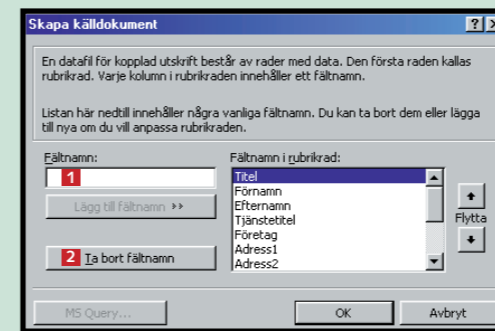 Skapa källdokument
En datafil för kopplad utskrift består av rader med data. Den första raden kallas
rubrikrad. Varje kolumn i rubrikraden innehåller ett fältnamn.
Listan här nedtill innehåller några vanliga fältnamn. Du kan ta bort dem eller lägga
till nya om du vill anpassa rubrikraden.
Fältnamn:
Fältnamn i rubrikrad:
1
Lägg till fältnamn >>
2 Ta bort fältnamn
Titel
Förnamn
Efternamn
Tjänstetitel
Företag
Adress1
Adress2
Flytta
MS Query...
OK
Avbryt